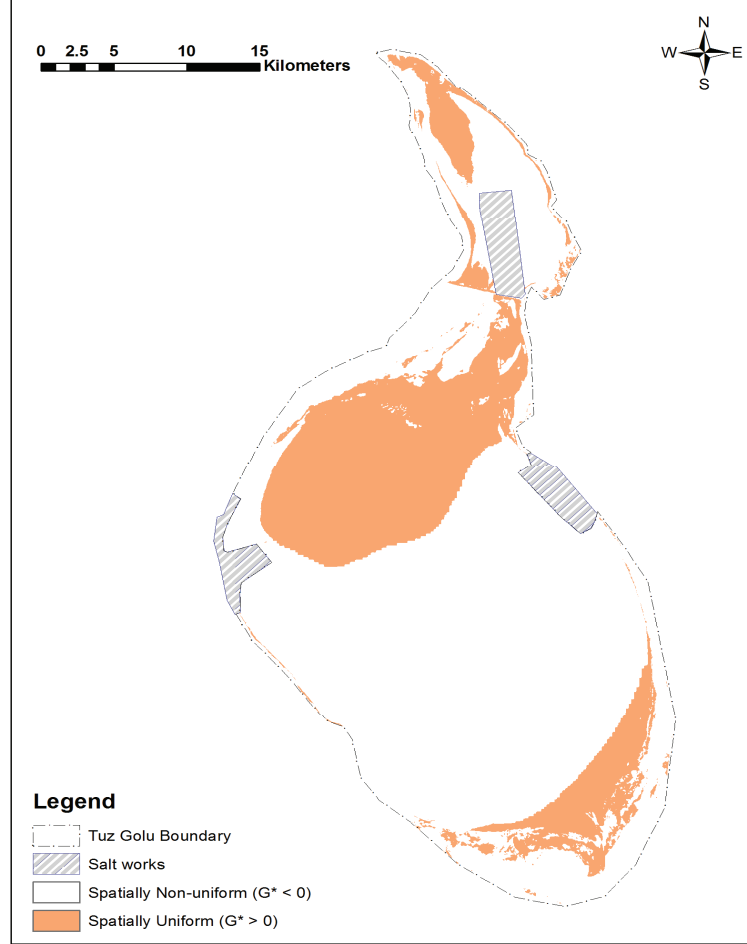 0 2.5 5 10 15
Kilometers
N
W E
S
Legend
Tuz Golu Boundary
Salt works
Spatially Non-uniform (G* < 0)
Spatially Uniform (G* > 0)